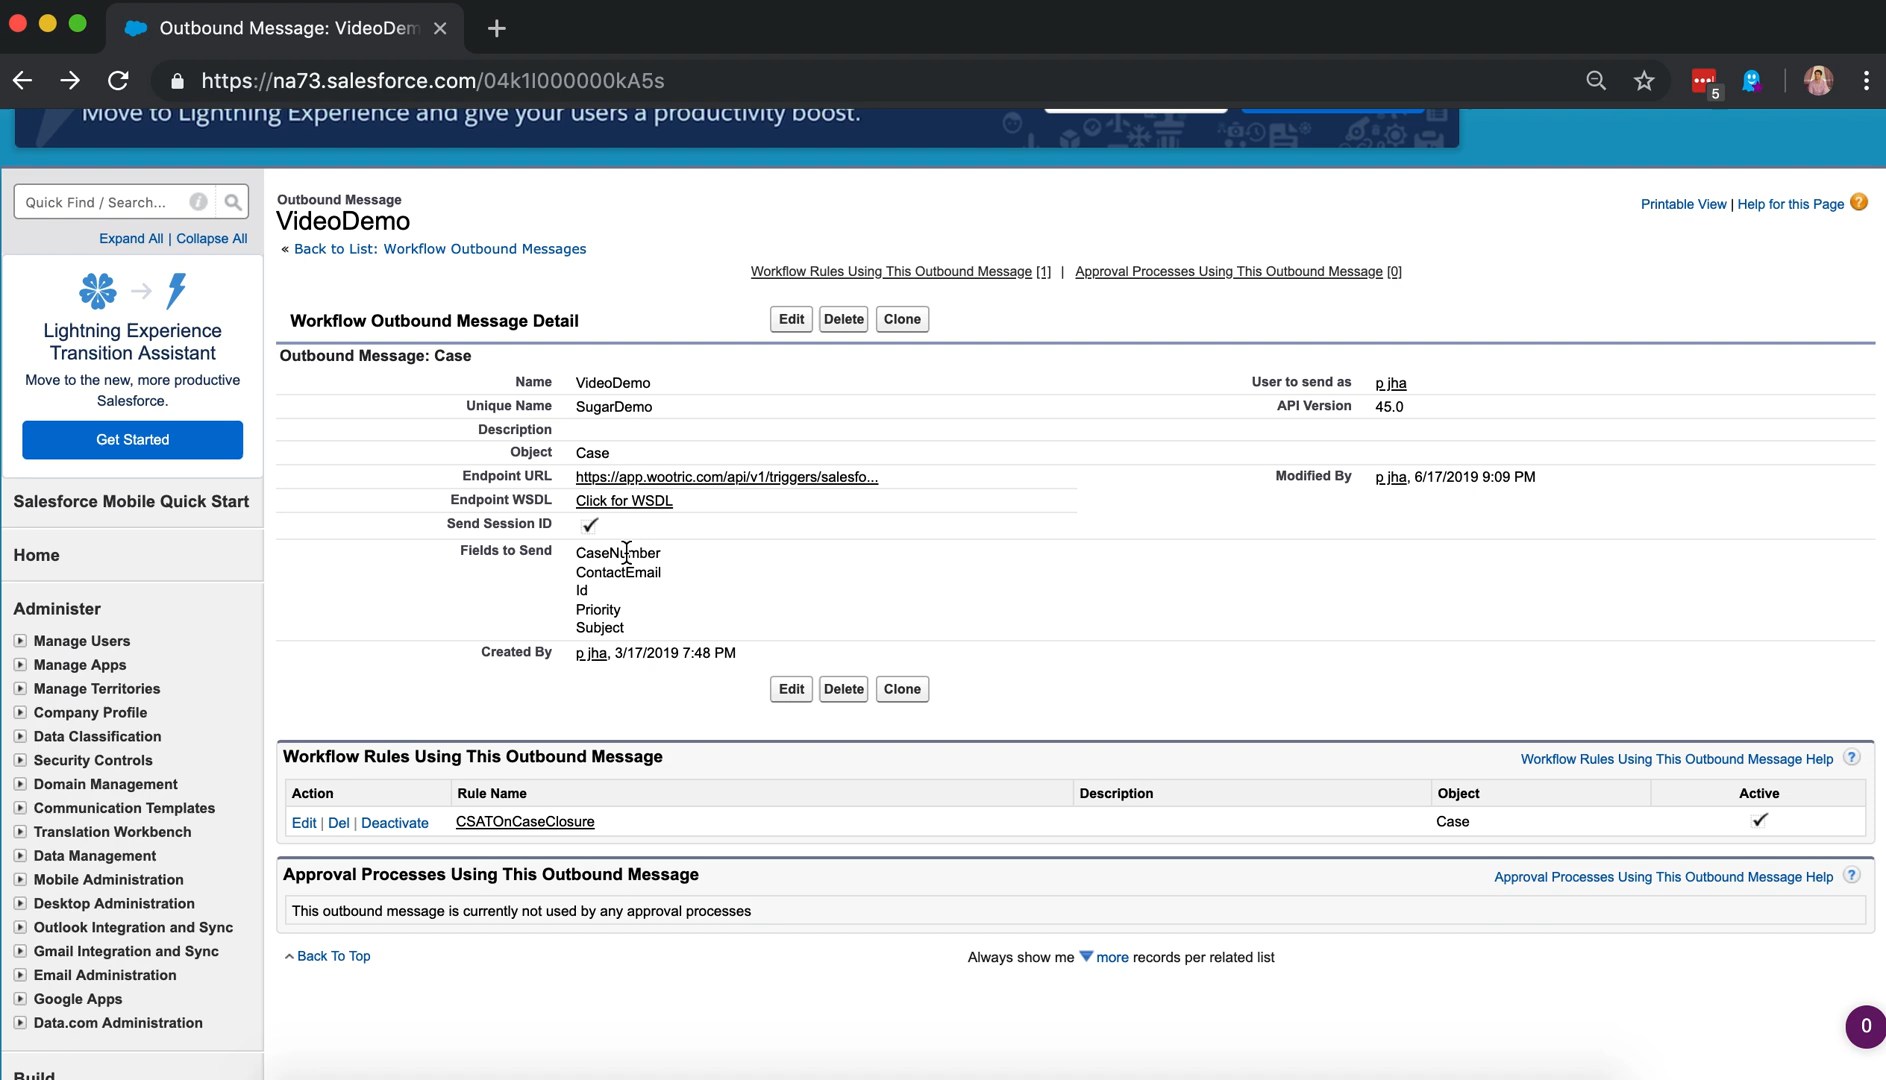 Outbound Message: VideoDem
https://na73.salesforce.com/04k1I000000kA5s
5
Move to Lightning Experience and give your users a productivity boost.
Quick Find / Search...
Expand All | Collapse All
Lightning Experience
Transition Assistant
Move to the new, more productive
Salesforce.
Get Started
Salesforce Mobile Quick Start
Home
Administer
Manage Users
Manage Apps
Manage Territories
Company Profile
Data Classification
Security Controls
Domain Management
Communication Templates
Translation Workbench
Data Management
Mobile Administration
Desktop Administration
Outlook Integration and Sync
Gmail Integration and Sync
Email Administration
Google Apps
Data.com Administration
Build
Outbound Message
VideoDemo
« Back to List: Workflow Outbound Messages
Printable View | Help for this Page ?
Workflow Rules Using This Outbound Message [1] | Approval Processes Using This Outbound Message [0]
Workflow Outbound Message Detail Edit Delete Clone
Outbound Message: Case
Name VideoDemo User to send as p jha
Unique Name SugarDemo API Version 45.0
Description
Object Case
Endpoint URL https://app.wootric.com/api/v1/triggers/salesfo... Modified By p jha, 6/17/2019 9:09 PM
Endpoint WSDL Click for WSDL
Send Session ID
Fields to Send CaseNumber
ContactEmail
Id
Priority
Subject
Created By p jha, 3/17/2019 7:48 PM
Edit Delete Clone
Workflow Rules Using This Outbound Message Workflow Rules Using This Outbound Message Help ?
Action Rule Name Description Object Active
Edit | Del | Deactivate CSATOnCaseClosure Case
Approval Processes Using This Outbound Message Approval Processes Using This Outbound Message Help ?
This outbound message is currently not used by any approval processes
Back To Top Always show me more records per related list
0